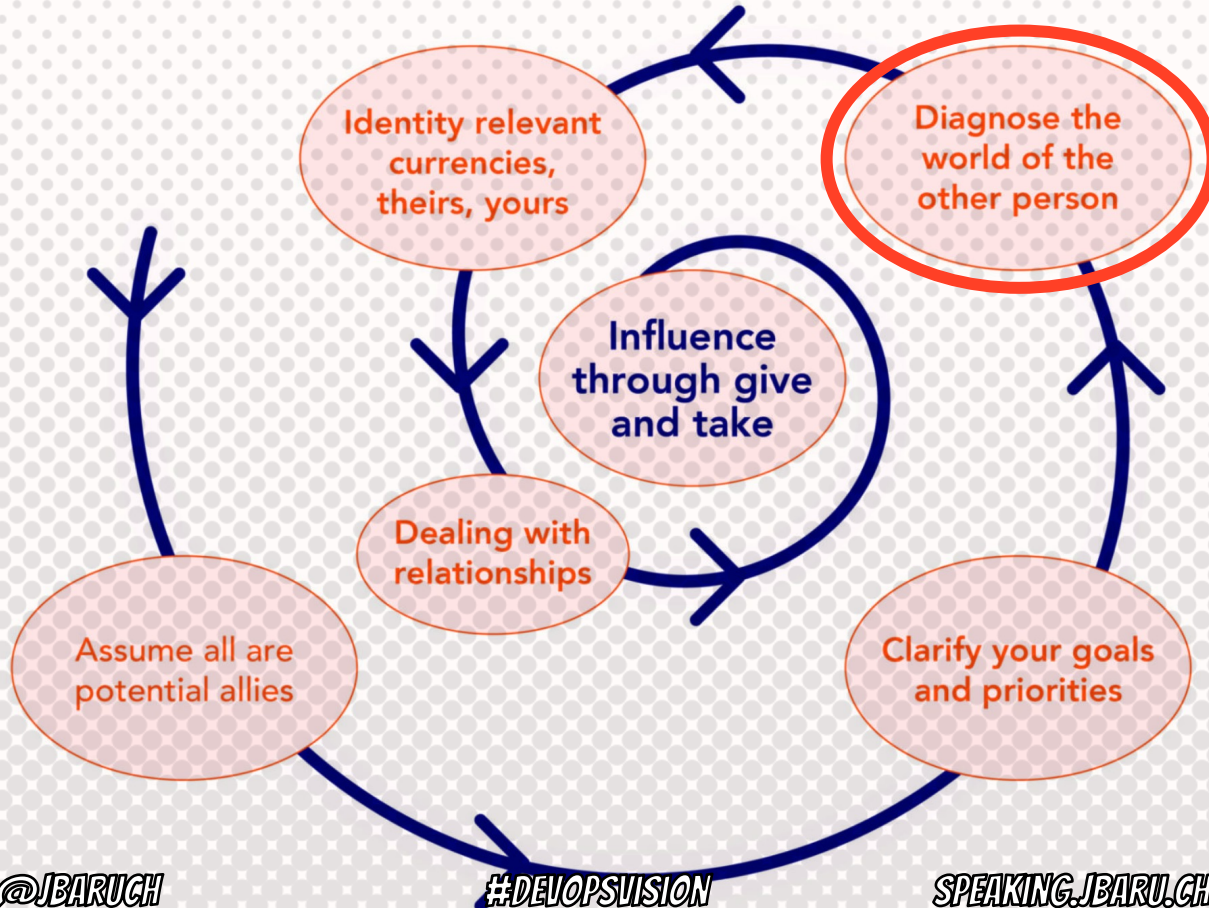 Identity relevant
currencies,
theirs, yours
Diagnose the
world of the
other person
Influence
through give
and take
Dealing with
relationships
Assume all are
potential allies
Clarify your goals
and priorities
@JBARUCH
#DEVOPSVISION
SPEAKING.JBARU.CH